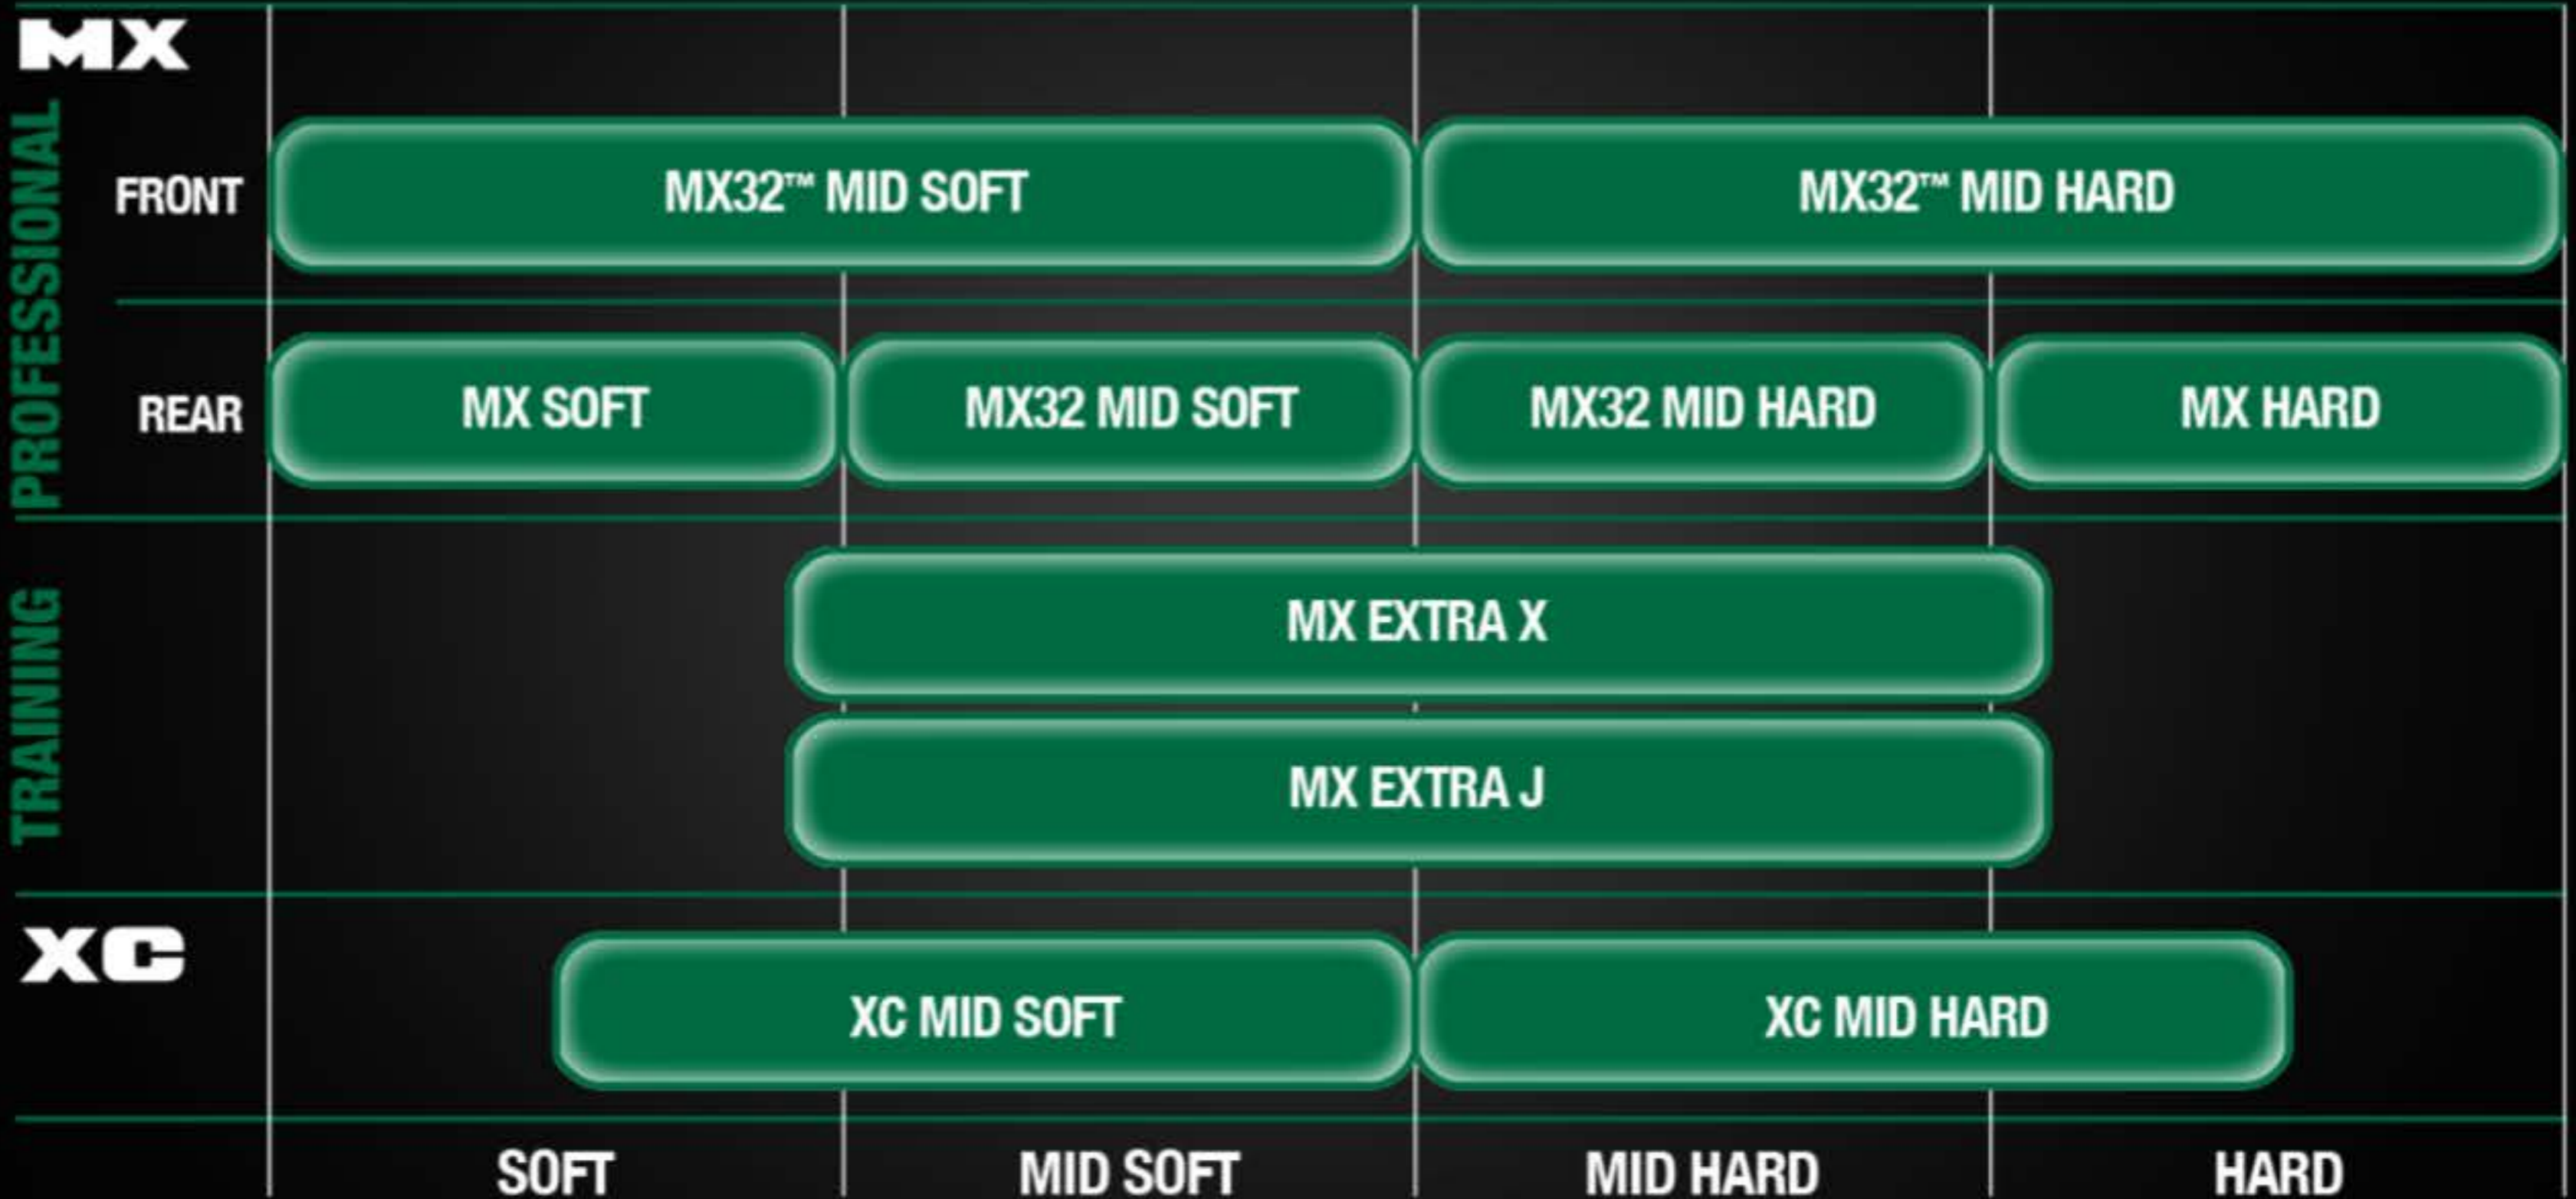 MX
PROFESSIONAL
FRONT
MX32™ MID SOFT
MX32™ MID HARD
REAR
MX SOFT
MX32 MID SOFT
MX32 MID HARD
MX HARD
TRAINING
MX EXTRA X
MX EXTRA J
XC
XC MID SOFT
XC MID HARD
SOFT
MID SOFT
MID HARD
HARD